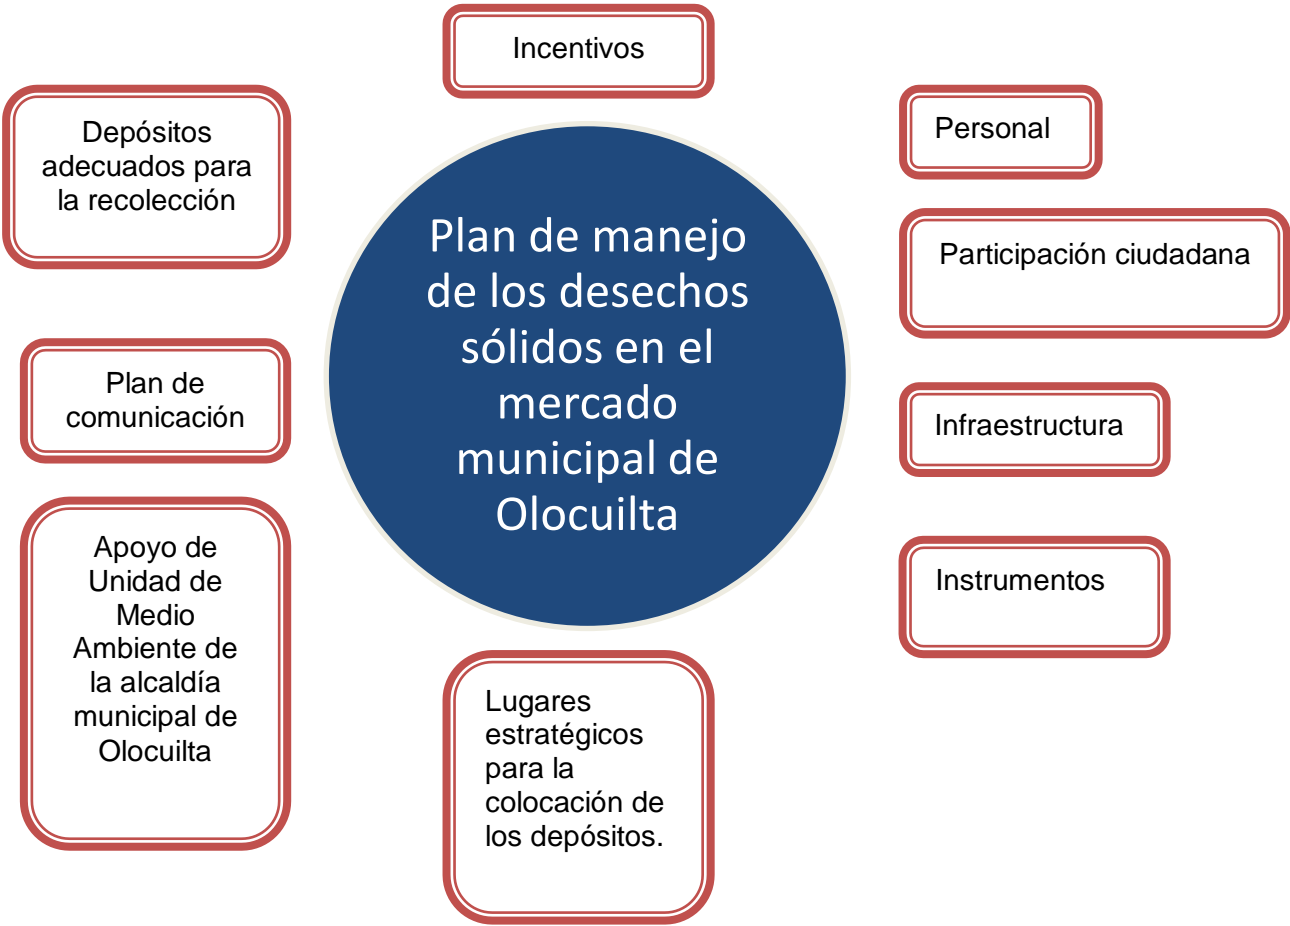 Incentivos
Depósitos
adecuados para
la recolección
Personal
Plan de manejo
de los desechos
sólidos en el
mercado
municipal de
Olocuilta
Participación ciudadana
Plan de
comunicación
Infraestructura
Apoyo de
Unidad de
Medio
Ambiente de
la alcaldía
municipal de
Olocuilta
Instrumentos
Lugares
estratégicos
para la
colocación de
los depósitos.